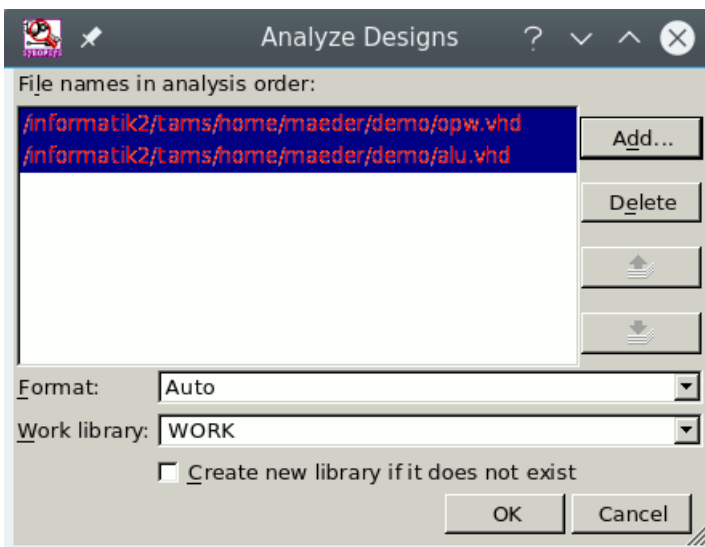 SYNOPSYS
Analyze Designs
File names in analysis order:
/informatik2/tams/home/maeder/demo/opw.vhd
/informatik2/tams/home/maeder/demo/alu.vhd
Add...
Delete
Format: Auto
Work library: WORK
Create new library if it does not exist
OK Cancel